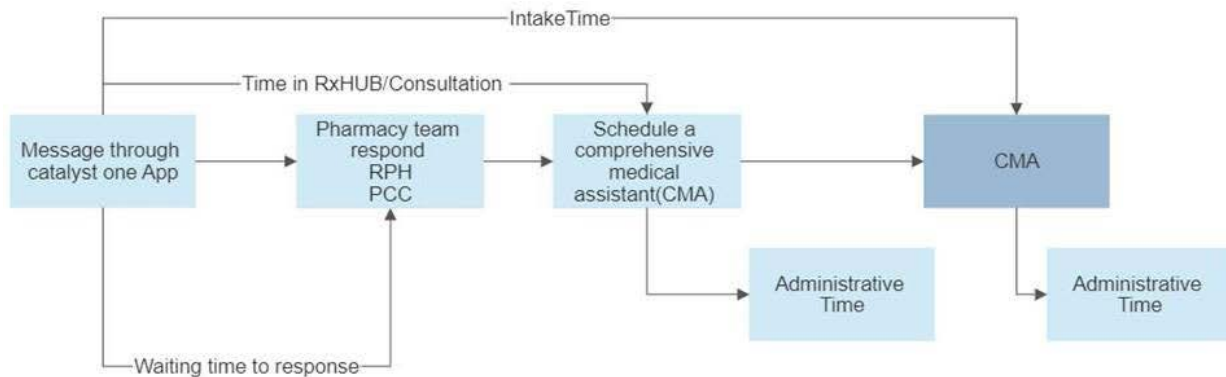 IntakeTime
Time in RxHUB/Consultation
Message through
catalyst one App
Pharmacy team
respond
RPH
PCC
Schedule a
comprehensive
medical
assistant(CMA)
CMA
Administrative
Time
Administrative
Time
Waiting time to response